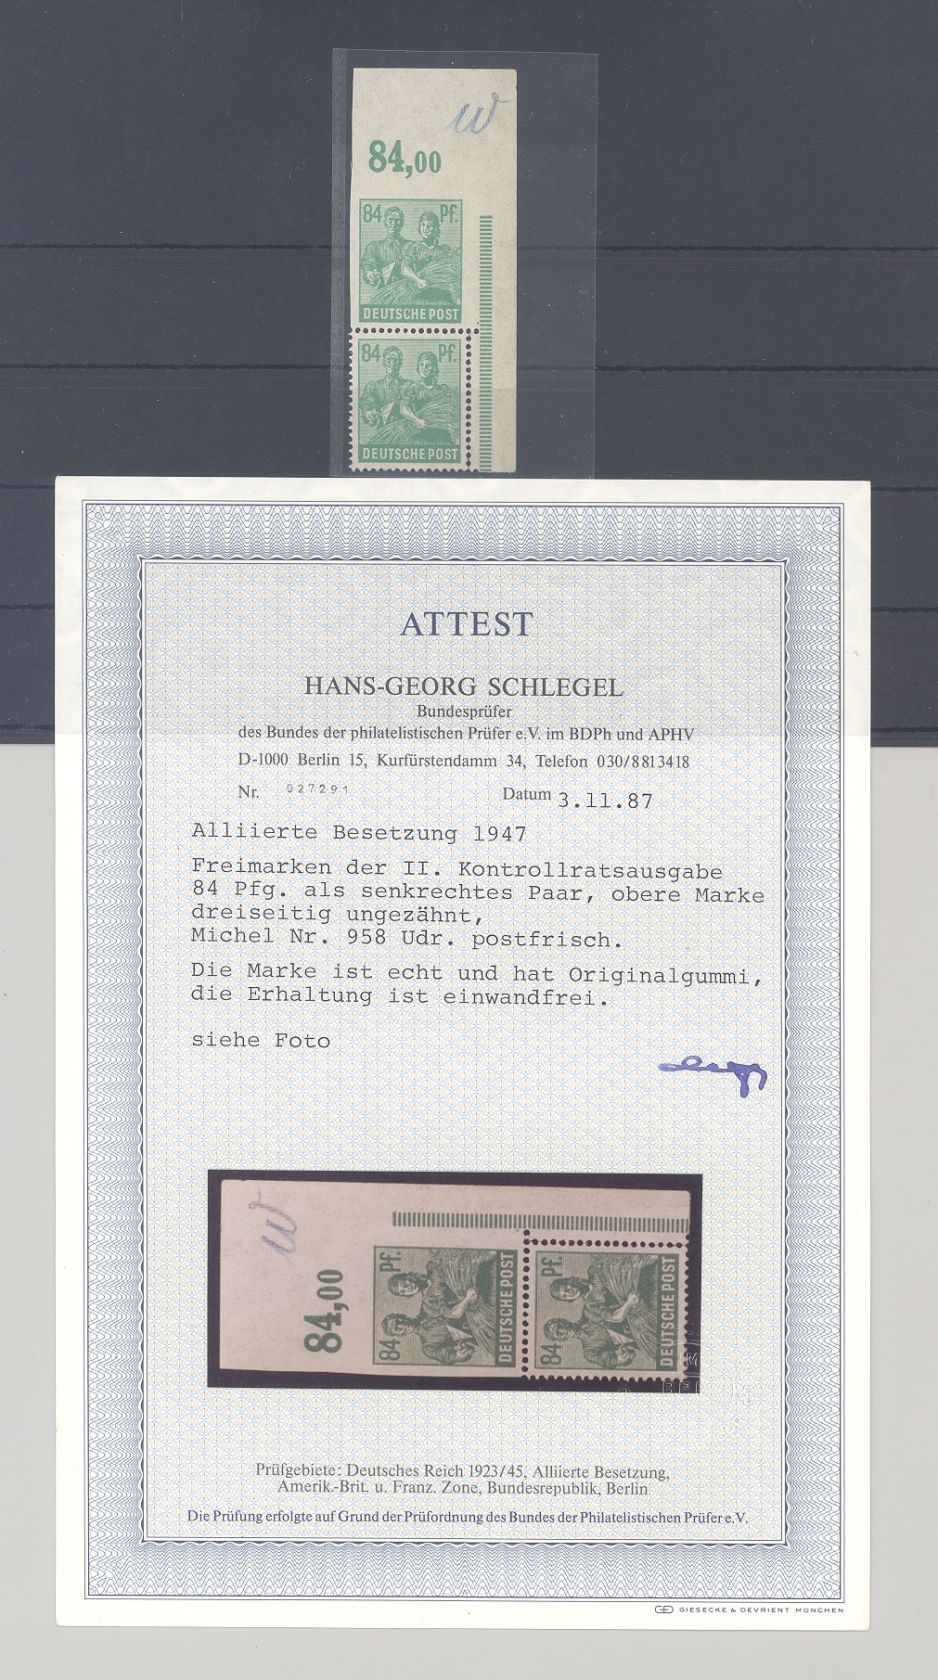 84,00
84 Pf.
DEUTSCHE POST
84 Pf.
DEUTSCHE POST
ATTEST
HANS-GEORG SCHLEGEL
Bundesprüfer
des Bundes der philatelistischen Prüfer e.V. im BDPh und APHV
D-1000 Berlin 15, Kurfürstendamm 34, Telefon 030/8813418
Nr. 027291 Datum 3.11.87
Alliierte Besetzung 1947
Freimarken der II. Kontrollratsausgabe
84 Pfg. als senkrechtes Paar, obere Marke
dreiseitig ungezähnt,
Michel Nr. 958 Udr. postfrisch.
Die Marke ist echt und hat Originalgummi,
die Erhaltung ist einwandfrei.
siehe Foto
84,00
84 Pf.
DEUTSCHE POST
84 Pf.
DEUTSCHE POST
Prüfgebiete: Deutsches Reich 1923/45, Alliierte Besetzung,
Amerik.-Brit. u. Franz. Zone, Bundesrepublik, Berlin
Die Prüfung erfolgte auf Grund der Prüfordnung des Bundes der Philatelistischen Prüfer e.V.
GIESECKE & DEVRIENT MÜNCHEN